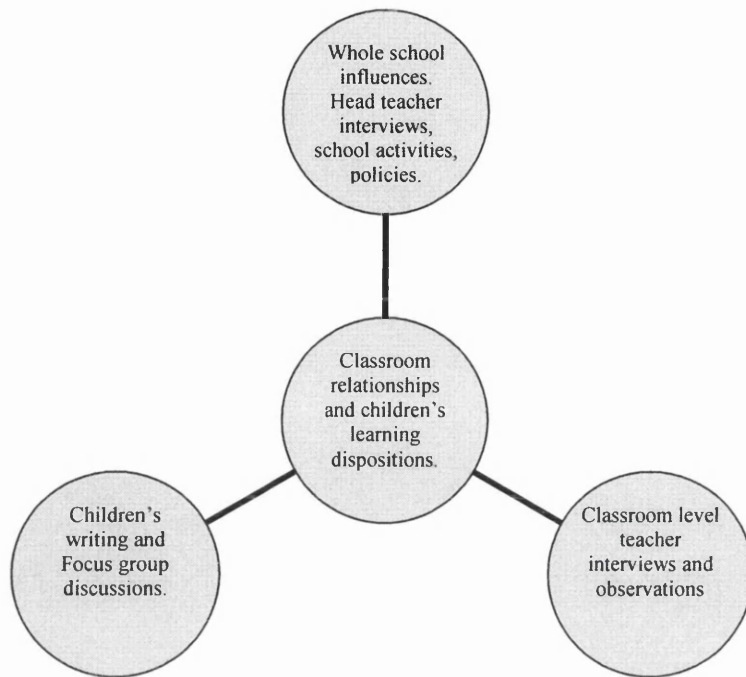 Whole school
influences.
Head teacher
interviews,
school activities,
policies.
Classroom
relationships
and children's
learning
dispositions.
Children's
writing and
Focus group
discussions.
Classroom level
teacher
interviews and
observations